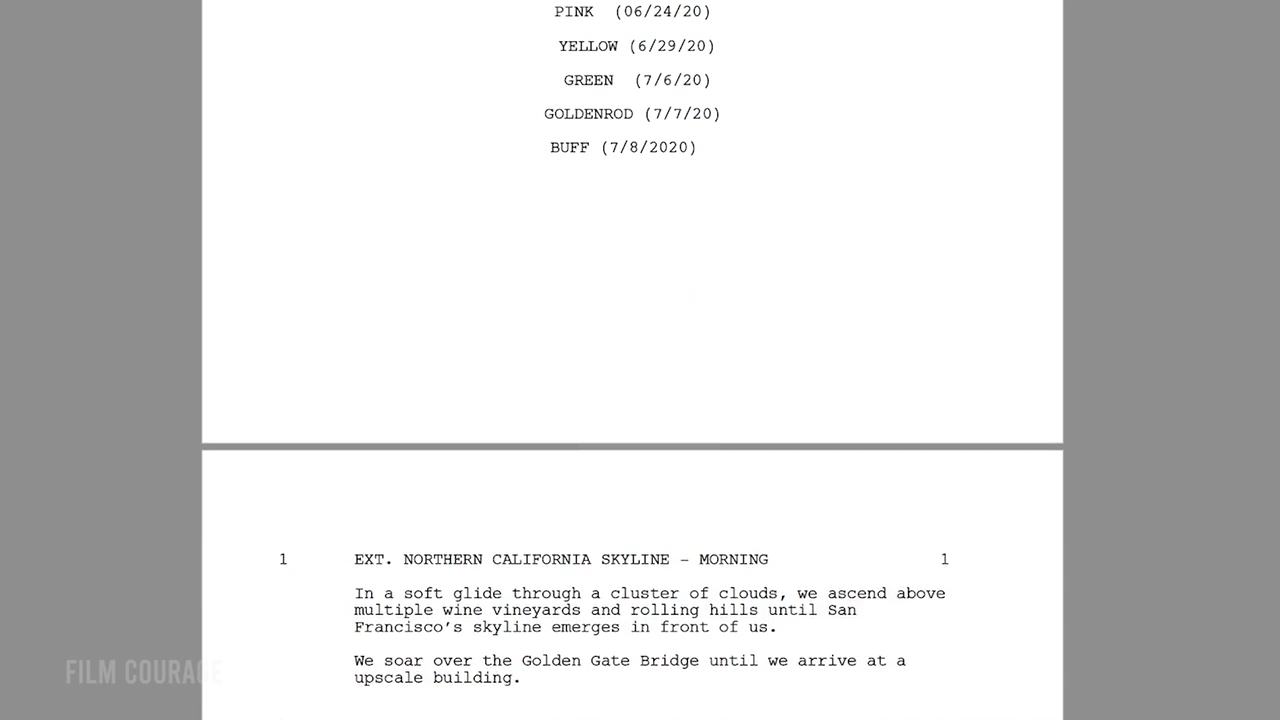 PINK (06/24/20)
YELLOW (6/29/20)
GREEN (7/6/20)
GOLDENROD (7/7/20)
BUFF (7/8/2020)
1 EXT. NORTHERN CALIFORNIA SKYLINE - MORNING 1
In a soft glide through a cluster of clouds, we ascend above
multiple wine vineyards and rolling hills until San
Francisco's skyline emerges in front of us.
We soar over the Golden Gate Bridge until we arrive at a
upscale building.
FILM COURAGE